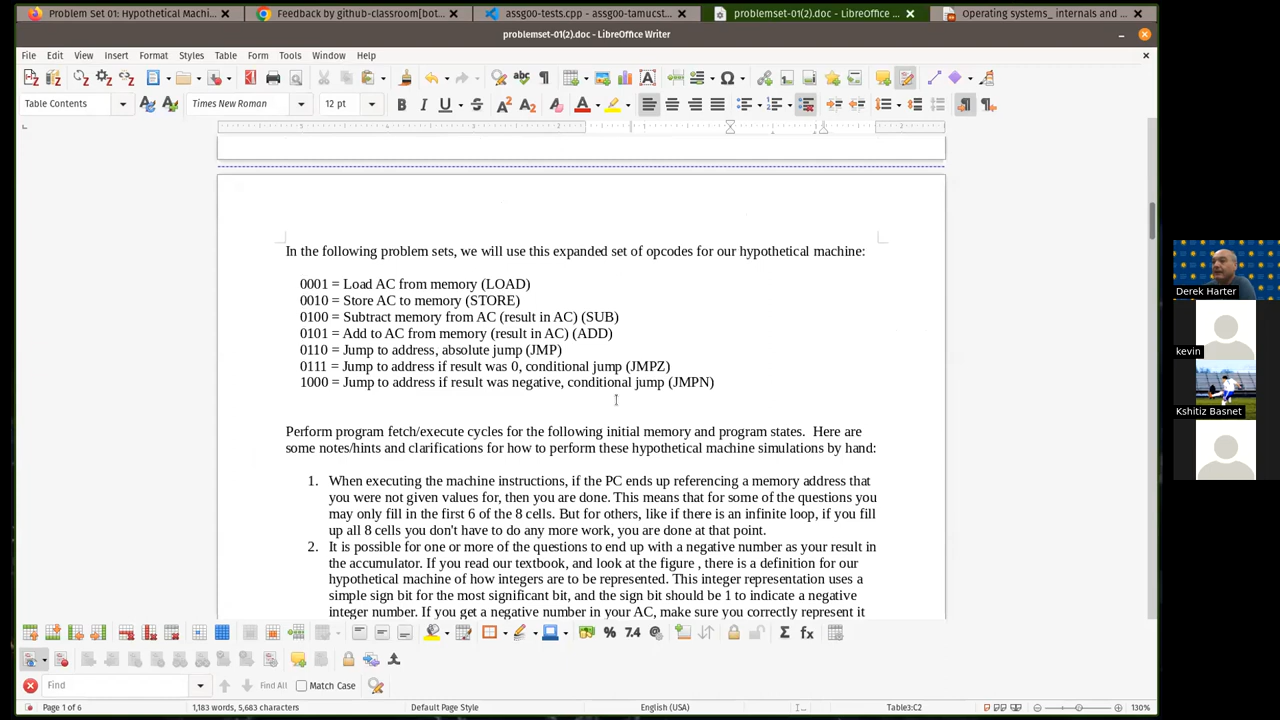 Problem Set 01: Hypothetical Machi...
Feedback by github-classroom[bot...
assg00-tests.cpp - assg00-tamucst...
problemset-01(2).doc - LibreOffice ...
Operating systems_ internals and ...
problemset-01(2).doc - LibreOffice Writer
File Edit View Insert Format Styles Table Form Tools Window Help
Table Contents Times New Roman 12 pt
In the following problem sets, we will use this expanded set of opcodes for our hypothetical machine:
0001 = Load AC from memory (LOAD)
0010 = Store AC to memory (STORE)
0100 = Subtract memory from AC (result in AC) (SUB)
0101 = Add to AC from memory (result in AC) (ADD)
0110 = Jump to address, absolute jump (JMP)
0111 = Jump to address if result was 0, conditional jump (JMPZ)
1000 = Jump to address if result was negative, conditional jump (JMPN)
Perform program fetch/execute cycles for the following initial memory and program states. Here are
some notes/hints and clarifications for how to perform these hypothetical machine simulations by hand:
1. When executing the machine instructions, if the PC ends up referencing a memory address that
you were not given values for, then you are done. This means that for some of the questions you
may only fill in the first 6 of the 8 cells. But for others, like if there is an infinite loop, if you fill
up all 8 cells you don't have to do any more work, you are done at that point.
2. It is possible for one or more of the questions to end up with a negative number as your result in
the accumulator. If you read our textbook, and look at the figure , there is a definition for our
hypothetical machine of how integers are to be represented. This integer representation uses a
simple sign bit for the most significant bit, and the sign bit should be 1 to indicate a negative
integer number. If you get a negative number in your AC, make sure you correctly represent it
Derek Harter
kevin
Kshitiz Basnet
Find Find All Match Case
Page 1 of 6 1,183 words, 5,683 characters Default Page Style English (USA) Table3:C2 130%